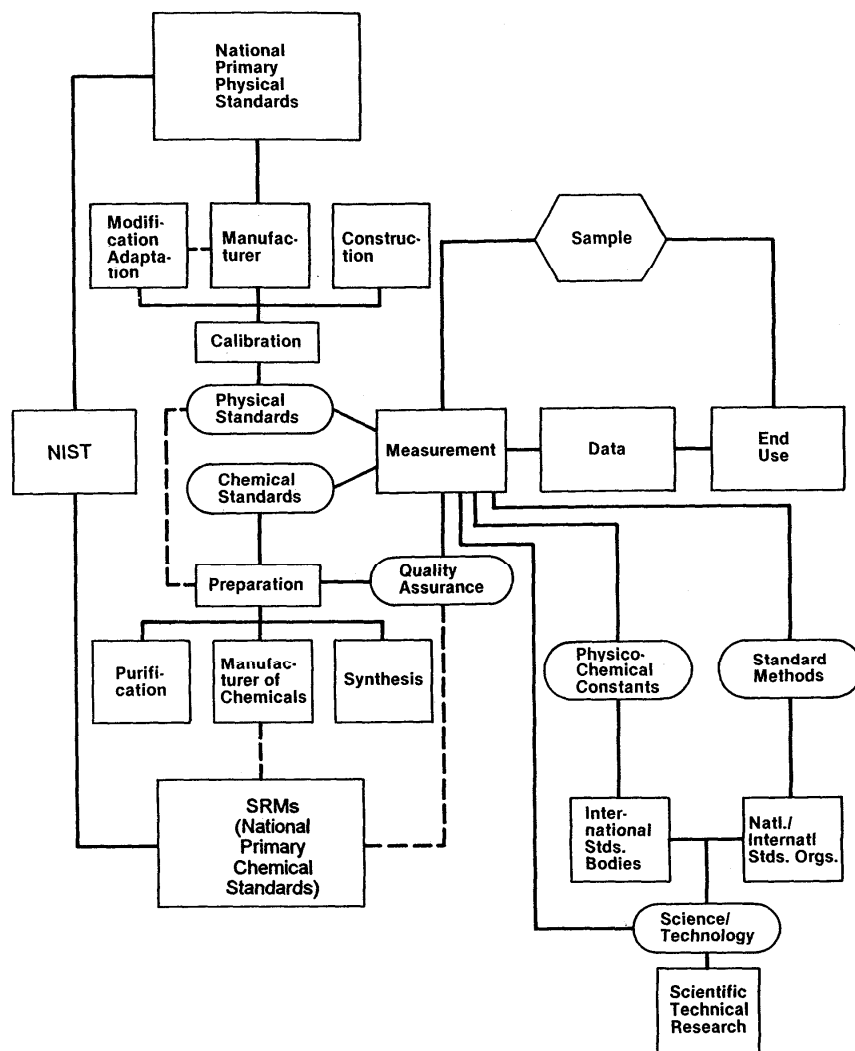 National
Primary
Physical
Standards
Modifi-
cation
Adapta-
tion
Manufac-
turer
Construc-
tion
Sample
Calibration
Physical
Standards
NIST
Measurement
Data
End
Use
Chemical
Standards
Preparation
Quality
Assurance
Purifi-
cation
Manufac-
turer of
Chemicals
Synthesis
Physico-
Chemical
Constants
Standard
Methods
SRMs
(National
Primary
Chemical
Standards)
Inter-
national
Stds.
Bodies
Natl./
Internatl
Stds. Orgs.
Science/
Technology
Scientific
Technical
Research